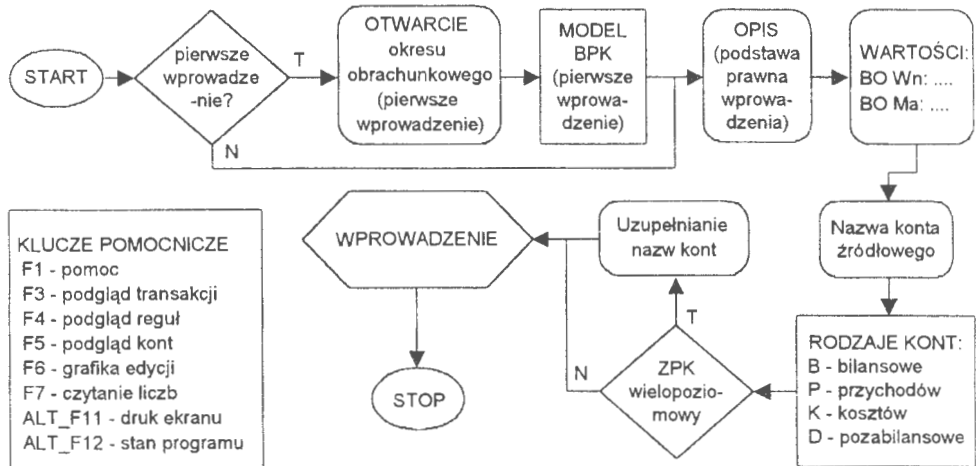 START
pierwsze
wprowadze
-nie?
T
N
OTWARCIE
okresu
obrachunkowego
(pierwsze
wprowadzenie)
MODEL
BPK
(pierwsze
wprowa-
dzenie)
OPIS
(podstawa
prawna
wprowa-
dzenia)
WARTOŚCI:
BO Wn: ....
BO Ma: ....
Nazwa konta
źródłowego
RODZAJE KONT:
B - bilansowe
P - przychodów
K - kosztów
D - pozabilansowe
ZPK
wielopozio-
mowy
T
N
Uzupełnianie
nazw kont
WPROWADZENIE
STOP
KLUCZE POMOCNICZE
F1 - pomoc
F3 - podgląd transakcji
F4 - podgląd reguł
F5 - podgląd kont
F6 - grafika edycji
F7 - czytanie liczb
ALT_F11 - druk ekranu
ALT_F12 - stan programu